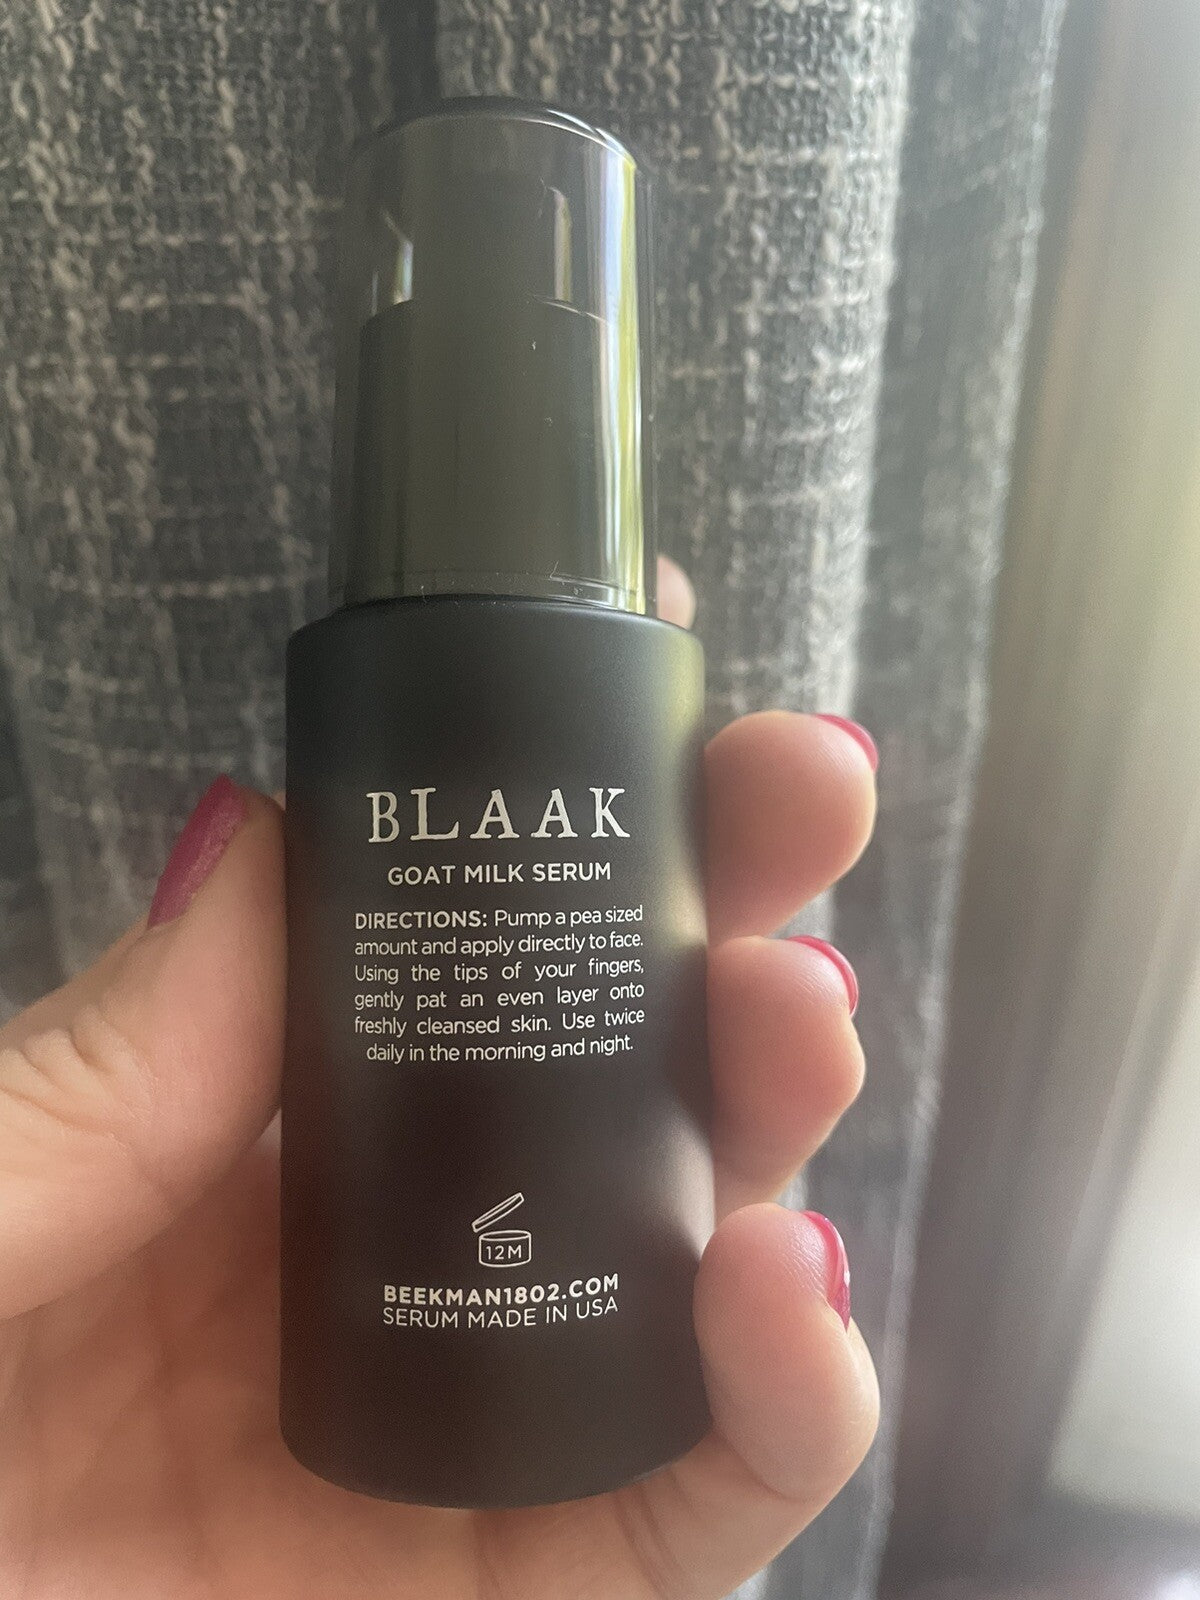 BLAAK
GOAT MILK SERUM
DIRECTIONS: Pump a pea sized
amount and apply directly to face.
Using the tips of your fingers,
gently pat an even layer onto
freshly cleansed skin. Use twice
daily in the morning and night.
12M
BEEKMAN1802.COM
SERUM MADE IN USA